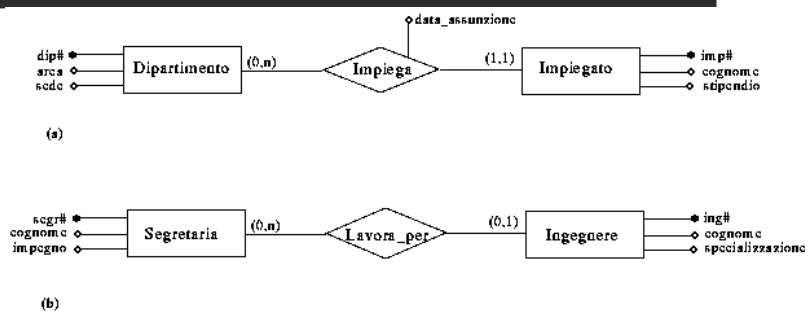 data_assunzione
dip# Dipartimento (0,n) Impiega (1,1) Impiegato imp#
area cognome
sede stipendio
(a)
segr# (0,n) (0,1) ing#
cognome Segretaria Lavora_per Ingegnere cognome
impegno specializzazione
(b)